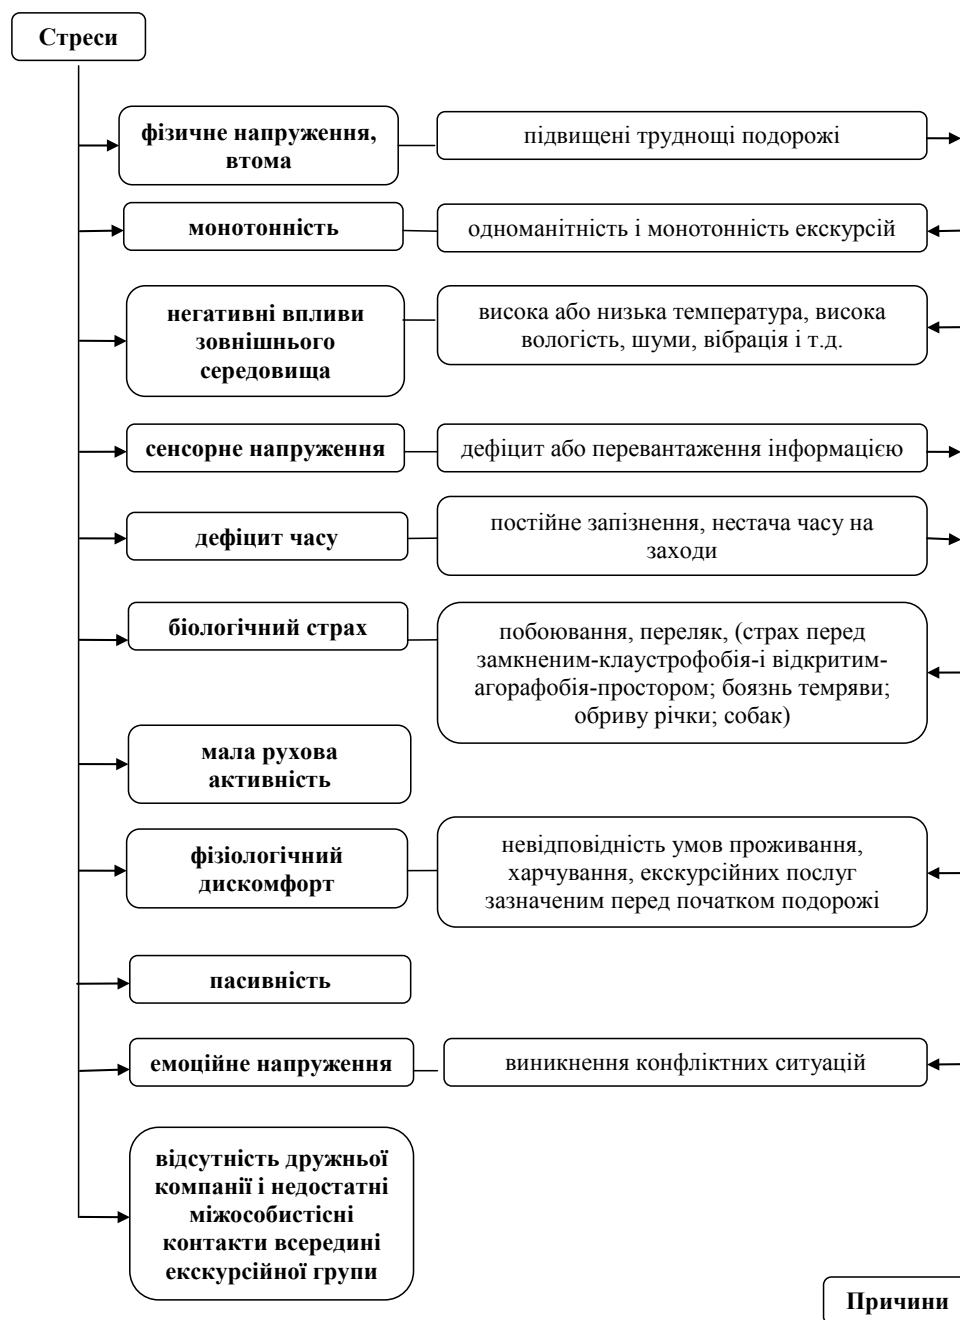 Стреси
фізичне напруження,
втома
підвищені труднощі подорожі
монотонність
одноманітність і монотонність екскурсій
негативні впливи
зовнішнього
середовища
висока або низька температура, висока
вологість, шуми, вібрація і т.д.
сенсорне напруження
дефіцит або перевантаження інформацією
дефіцит часу
постійне запізнення, нестача часу на
заходи
біологічний страх
побоювання, переляк, (страх перед
замкненим-клаустрофобія-і відкритим-
агорафобія-простором; боязнь темряви;
обриву річки; собак)
мала рухова
активність
фізіологічний
дискомфорт
невідповідність умов проживання,
харчування, екскурсійних послуг
зазначеним перед початком подорожі
пасивність
емоційне напруження
виникнення конфліктних ситуацій
відсутність дружньої
компанії і недостатні
міжособистісні
контакти всередині
екскурсійної групи
Причини